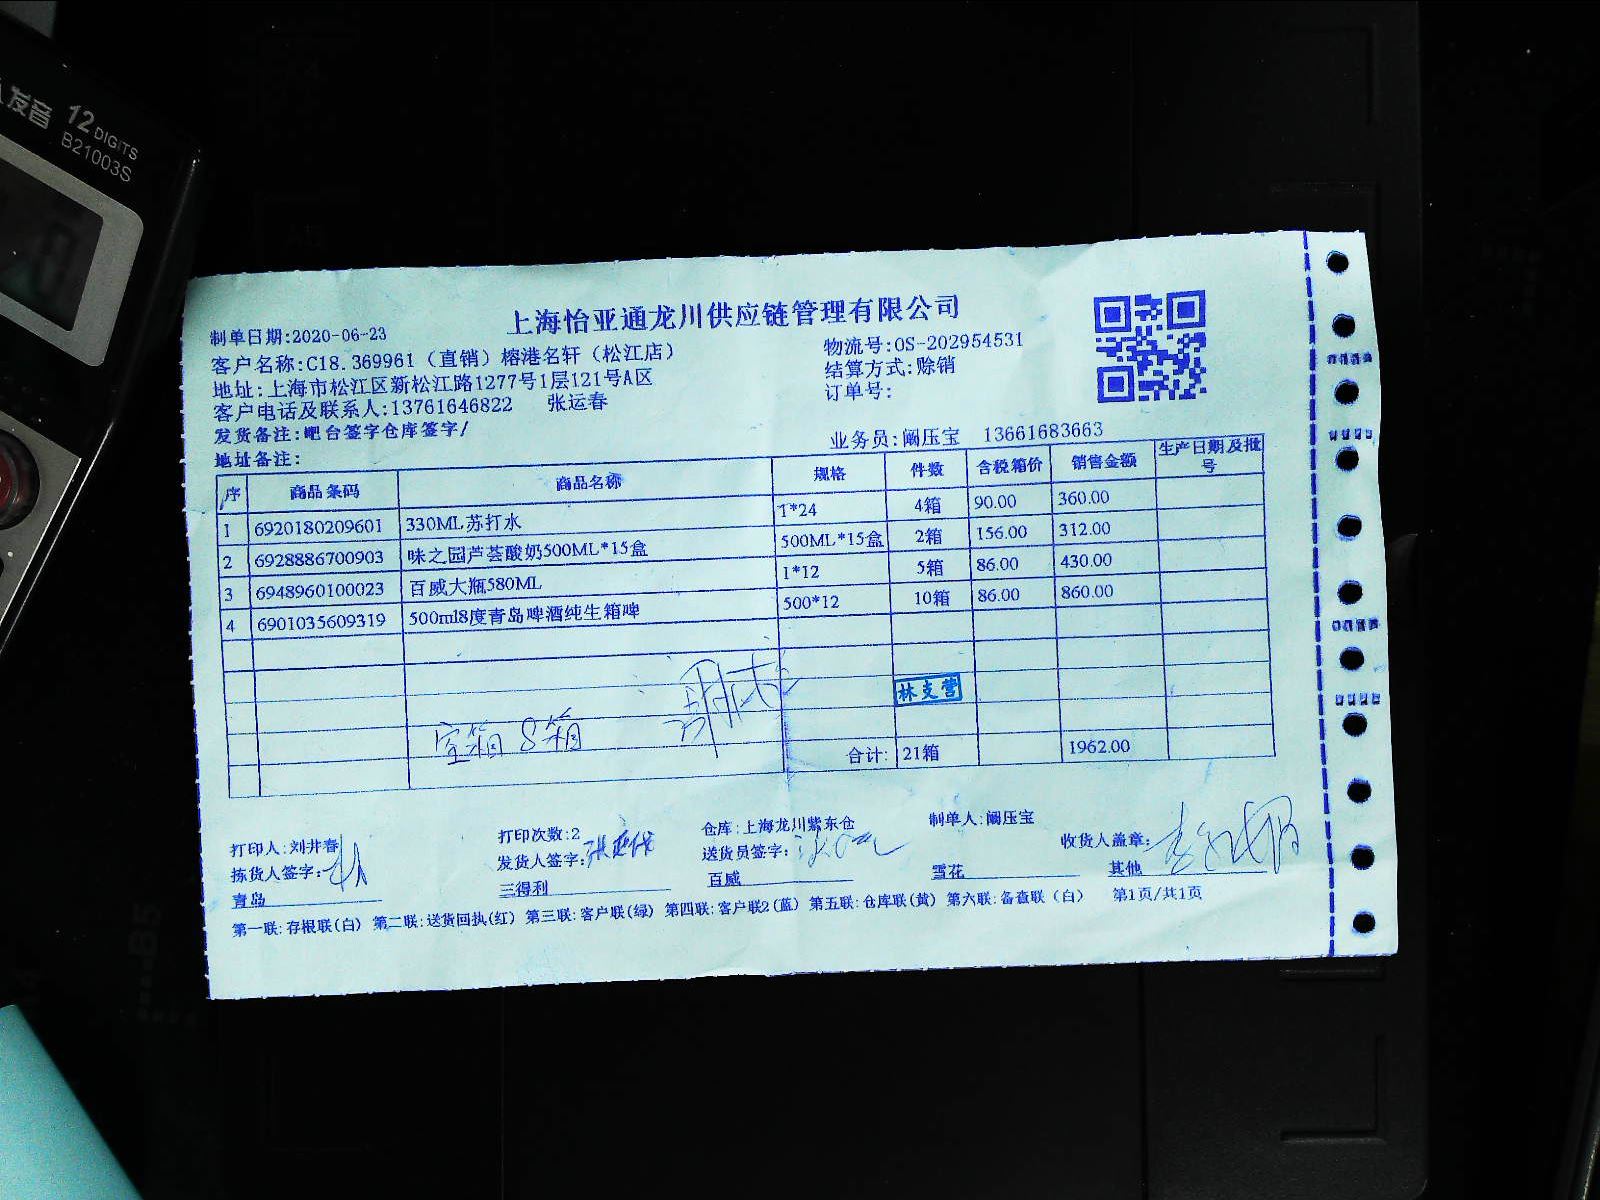 发音 12 DIGITS
B21003S
上海怡亚通龙川供应链管理有限公司
制单日期:2020-06-23
客户名称:C18.369961（直销）榕港名轩（松江店） 物流号:OS-202954531
地址:上海市松江区新松江路1277号1层121号A区 结算方式:赊销
客户电话及联系人:13761646822 张运春 订单号:
发货备注:吧台签字仓库签字/ 业务员:阚压宝 13661683663
地址备注:
序 商品条码 商品名称 规格 件数 含税箱价 销售金额 生产日期及批号
1 6920180209601 330ML苏打水 1*24 4箱 90.00 360.00
2 6928886700903 味之园芦荟酸奶500ML*15盒 500ML*15盒 2箱 156.00 312.00
3 6948960100023 百威大瓶580ML 1*12 5箱 86.00 430.00
4 6901035609319 500ml8度青岛啤酒纯生箱啤 500*12 10箱 86.00 860.00
林支营
空箱 8箱
合计: 21箱 1962.00
打印人:刘井春 打印次数:2 仓库:上海龙川紫东仓 制单人:阚压宝
拣货人签字: 发货人签字: 送货员签字: 收货人盖章:
青岛 三得利 百威 雪花 其他
第一联:存根联(白) 第二联:送货回执(红) 第三联:客户联(绿) 第四联:客户联2(蓝) 第五联:仓库联(黄) 第六联:备查联（白） 第1页/共1页
B5